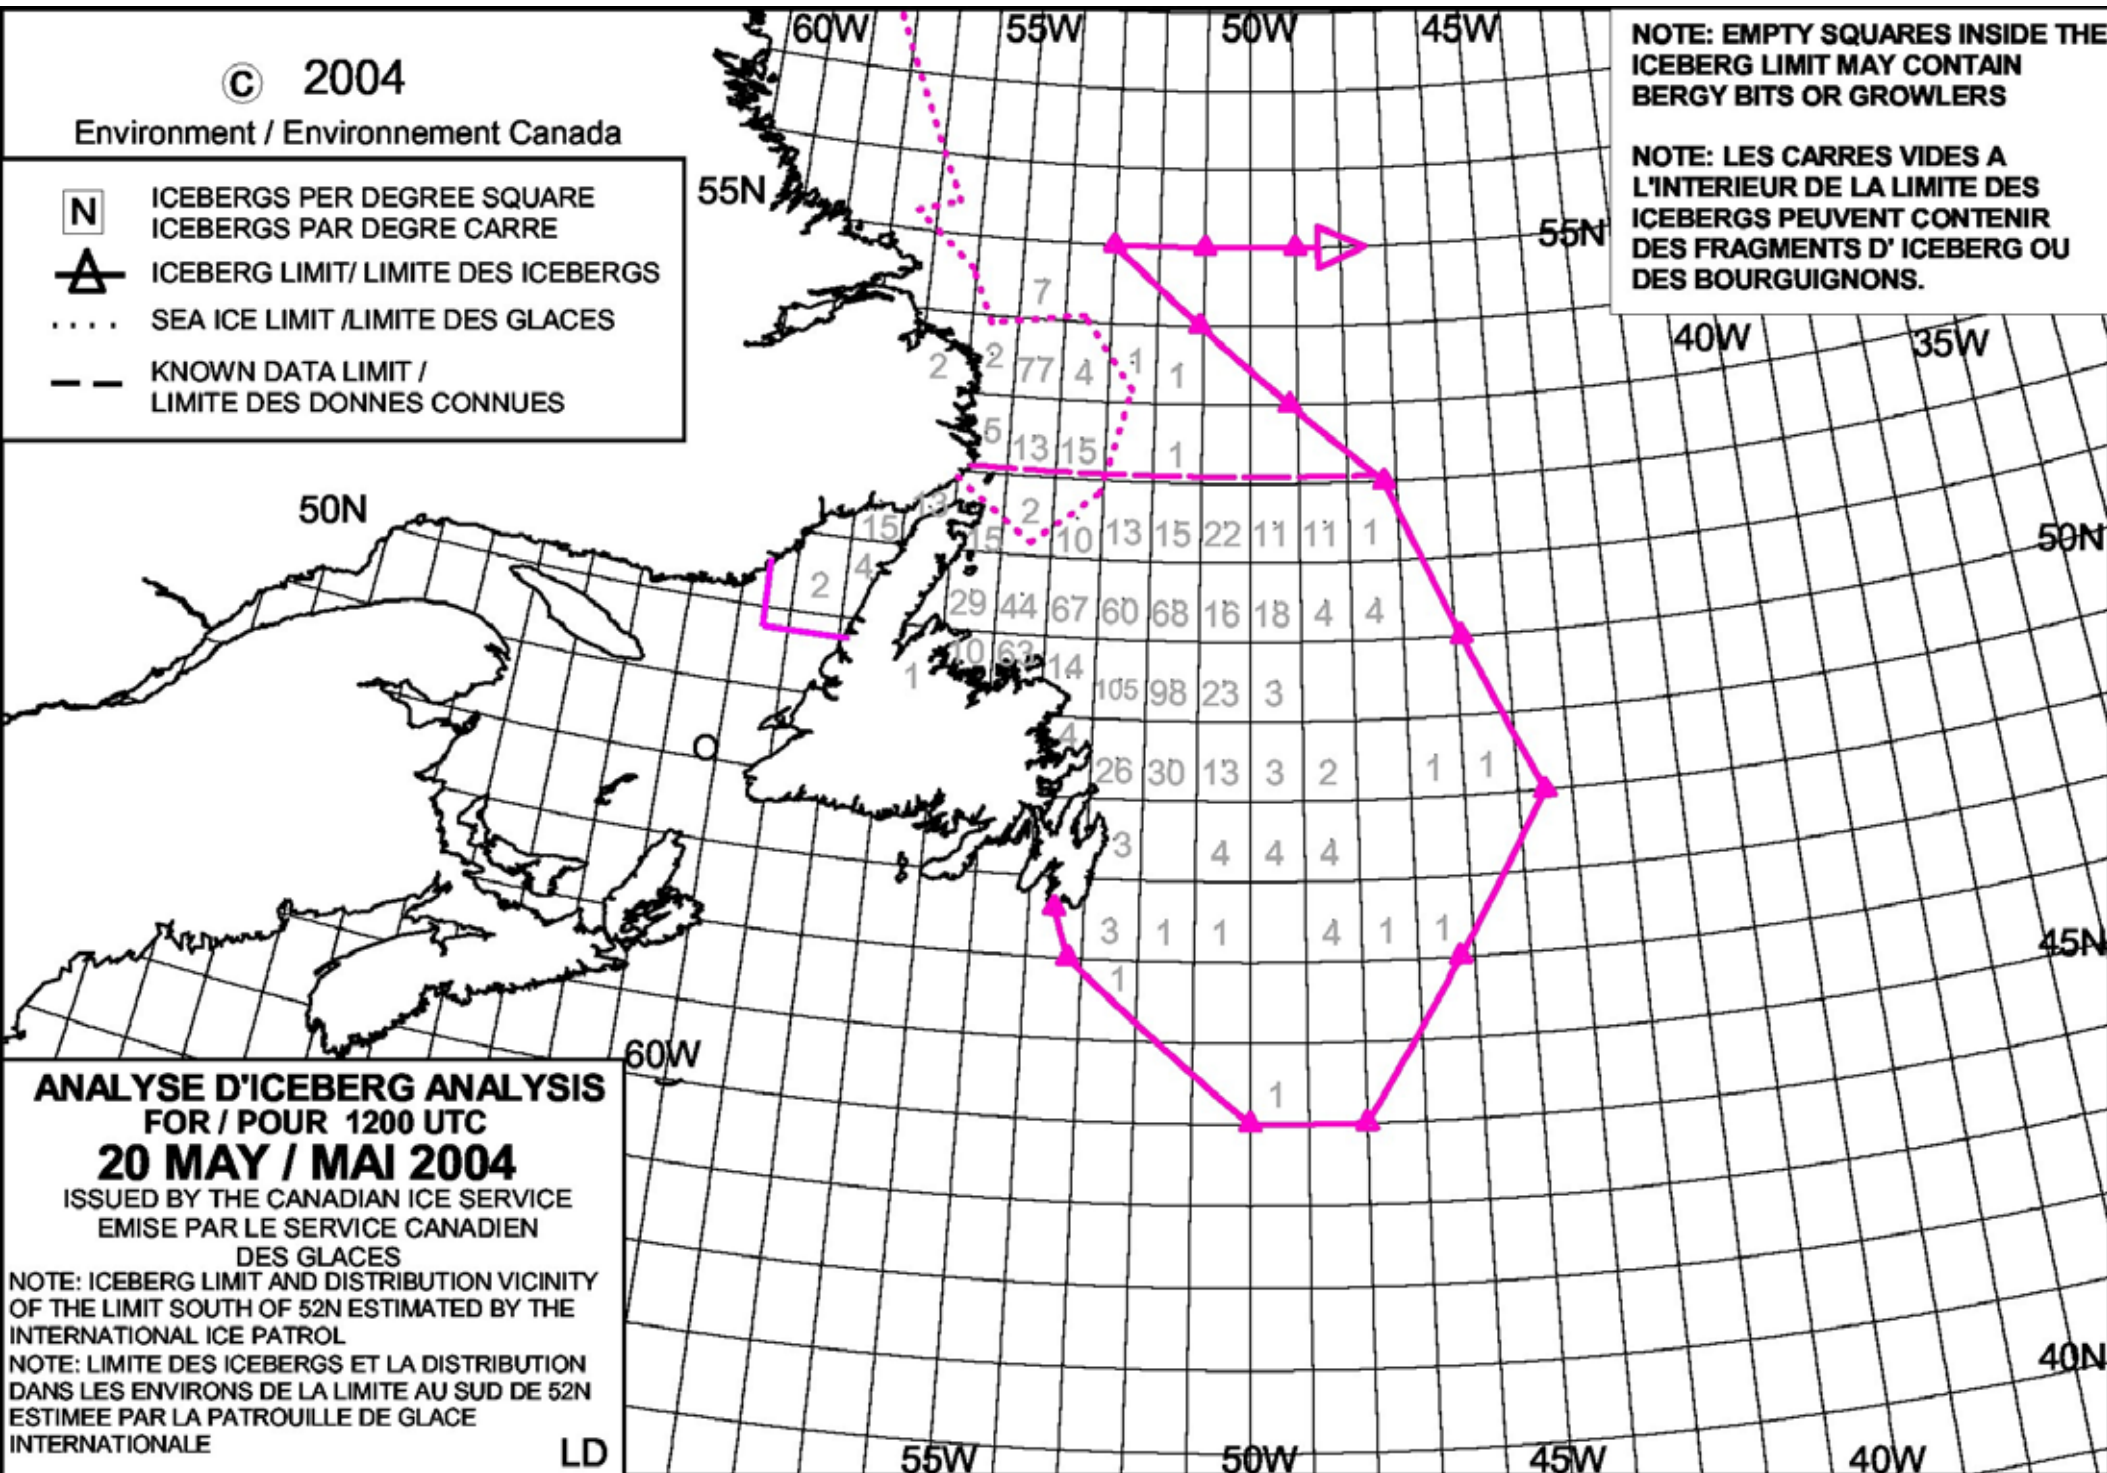 60W 55W 50W 45W
© 2004
Environment / Environnement Canada
N ICEBERGS PER DEGREE SQUARE
ICEBERGS PAR DEGRE CARRE
ICEBERG LIMIT/ LIMITE DES ICEBERGS
SEA ICE LIMIT /LIMITE DES GLACES
KNOWN DATA LIMIT /
LIMITE DES DONNES CONNUES
NOTE: EMPTY SQUARES INSIDE THE
ICEBERG LIMIT MAY CONTAIN
BERGY BITS OR GROWLERS
NOTE: LES CARRES VIDES A
L'INTERIEUR DE LA LIMITE DES
ICEBERGS PEUVENT CONTENIR
DES FRAGMENTS D' ICEBERG OU
DES BOURGUIGNONS.
55N 55N
40W 35W
7
2 2 77 4 1 1
5 13 15 1
50N 50N
15 13 15 2 10 13 15 22 11 11 1
2 4 29 44 67 60 68 16 18 4 4
1 10 63 14 105 98 23 3
4 26 30 13 3 2 1 1
3 4 4 4
3 1 1 4 1 1
45N
1
60W
1
ANALYSE D'ICEBERG ANALYSIS
FOR / POUR 1200 UTC
20 MAY / MAI 2004
ISSUED BY THE CANADIAN ICE SERVICE
EMISE PAR LE SERVICE CANADIEN
DES GLACES
NOTE: ICEBERG LIMIT AND DISTRIBUTION VICINITY
OF THE LIMIT SOUTH OF 52N ESTIMATED BY THE
INTERNATIONAL ICE PATROL
NOTE: LIMITE DES ICEBERGS ET LA DISTRIBUTION
DANS LES ENVIRONS DE LA LIMITE AU SUD DE 52N
ESTIMEE PAR LA PATROUILLE DE GLACE
INTERNATIONALE
LD
40N
55W 50W 45W 40W